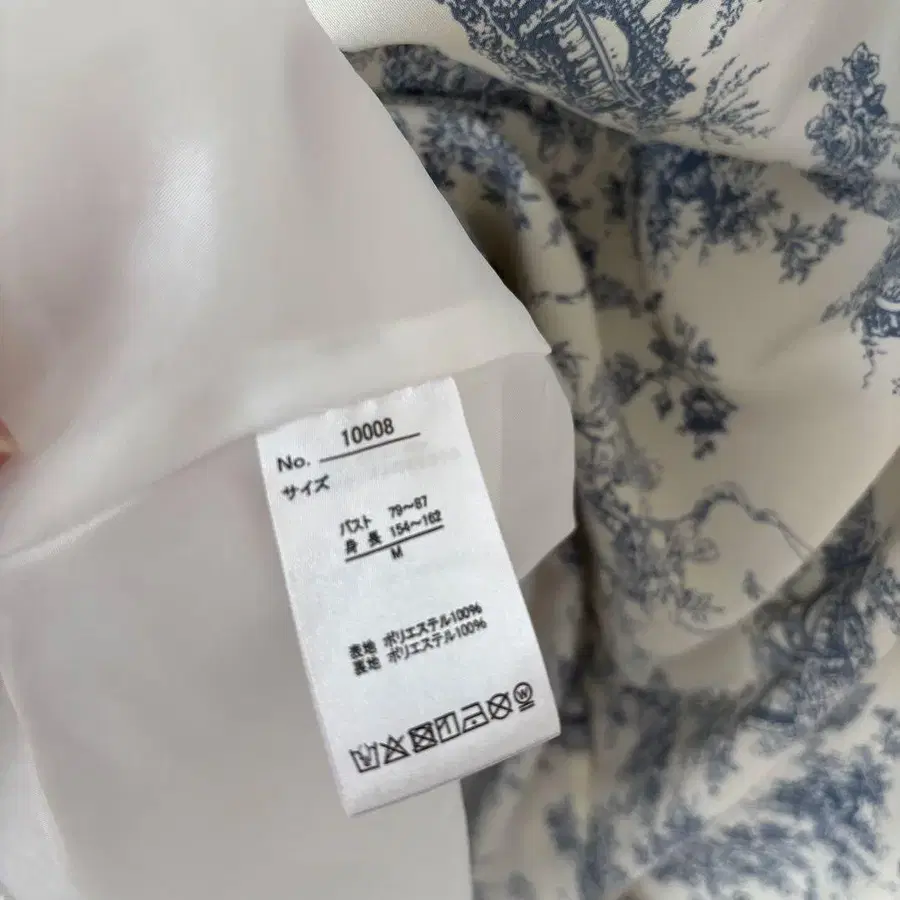 No. 10008
サイズ
バスト 79～87
身長 154～162
M
表地 ポリエステル100%
裏地 ポリエステル100%
W